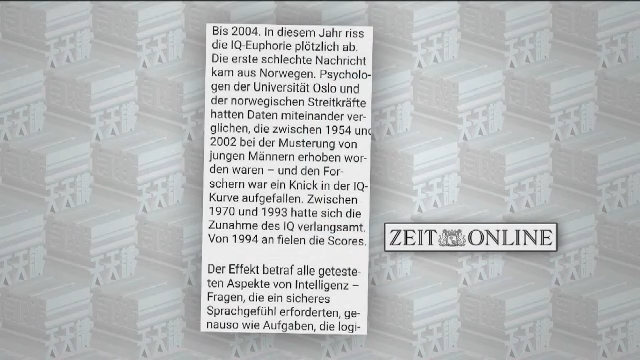 Bis 2004. In diesem Jahr riss
die IQ-Euphorie plötzlich ab.
Die erste schlechte Nachricht
kam aus Norwegen. Psycholo-
gen der Universität Oslo und
der norwegischen Streitkräfte
hatten Daten miteinander ver-
glichen, die zwischen 1954 und
2002 bei der Musterung von
jungen Männern erhoben wor-
den waren – und den For-
schern war ein Knick in der IQ-
Kurve aufgefallen. Zwischen
1970 und 1993 hatte sich die
Zunahme des IQ verlangsamt.
Von 1994 an fielen die Scores.
Der Effekt betraf alle geteste-
ten Aspekte von Intelligenz –
Fragen, die ein sicheres
Sprachgefühl erforderten, ge-
nauso wie Aufgaben, die logi-
ZEIT ONLINE